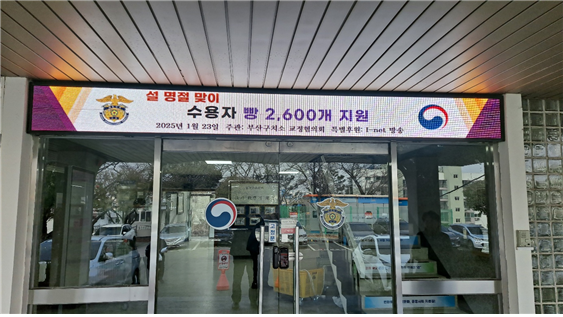 설 명절 맞이
수용자 빵 2,600개 지원
2025년 1월 23일 주관: 부산구치소 교정협의회 특별후원: 1-net 방송